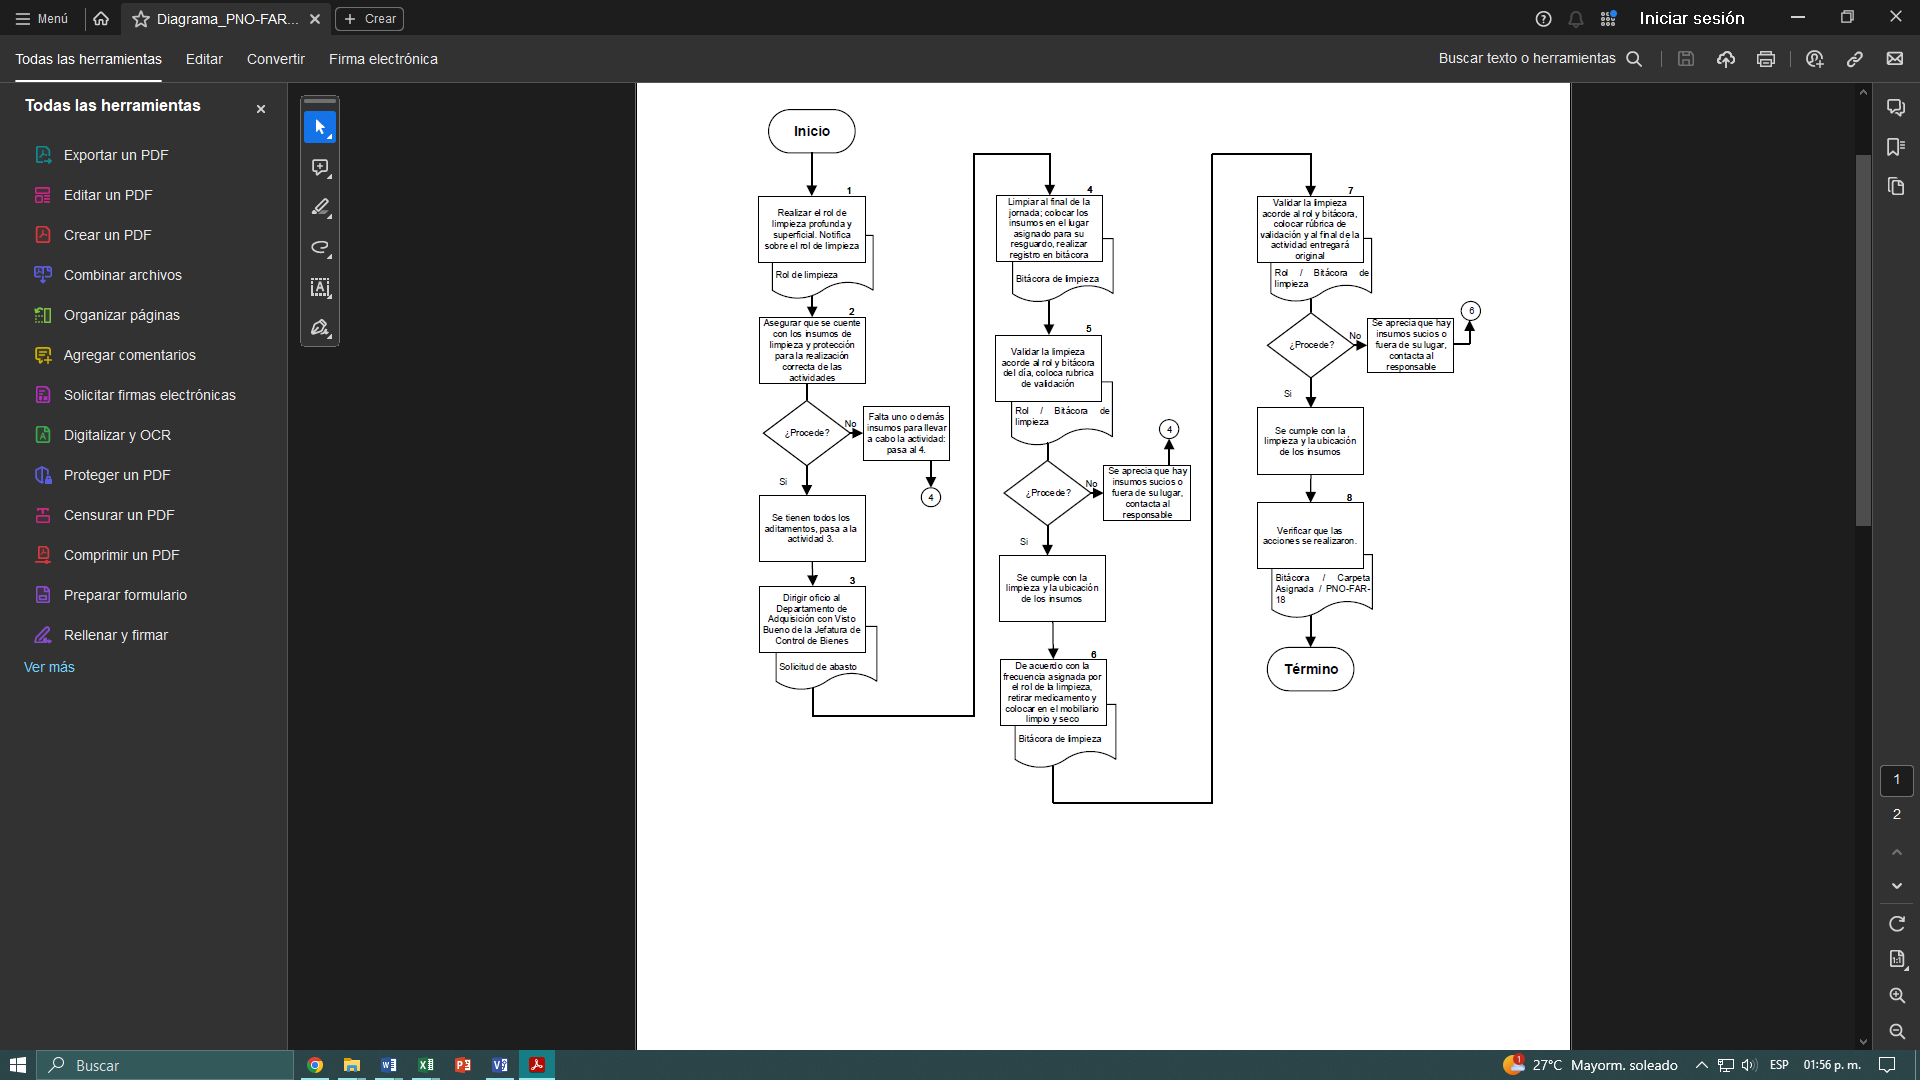 Menú
Diagrama_PNO-FAR...
Crear
Iniciar sesión
Todas las herramientas
Editar
Convertir
Firma electrónica
Buscar texto o herramientas
Todas las herramientas
Exportar un PDF
Editar un PDF
Crear un PDF
Combinar archivos
Organizar páginas
Agregar comentarios
Solicitar firmas electrónicas
Digitalizar y OCR
Proteger un PDF
Censurar un PDF
Comprimir un PDF
Preparar formulario
Rellenar y firmar
Ver más
Inicio
1
Realizar el rol de
limpieza profunda y
superficial. Notifica
sobre el rol de limpieza
Rol de limpieza
2
Asegurar que se cuente
con los insumos de
limpieza y protección
para la realización
correcta de las
actividades
¿Procede?
No
Falta uno o demás
insumos para llevar
a cabo la actividad:
pasa al 4.
4
Si
Se tienen todos los
aditamentos, pasa a la
actividad 3.
3
Dirigir oficio al
Departamento de
Adquisición con Visto
Bueno de la Jefatura de
Control de Bienes
Solicitud de abasto
4
Limpiar al final de la
jornada; colocar los
insumos en el lugar
asignado para su
resguardo, realizar
registro en bitácora
Bitácora de limpieza
5
Validar la limpieza
acorde al rol y bitácora
del día, coloca rubrica
de validación
Rol / Bitácora de
limpieza
¿Procede?
No
Se aprecia que hay
insumos sucios o
fuera de su lugar,
contacta al
responsable
4
Si
Se cumple con la
limpieza y la ubicación
de los insumos
6
De acuerdo con la
frecuencia asignada por
el rol de la limpieza,
retirar medicamento y
colocar en el mobiliario
limpio y seco
Bitácora de limpieza
7
Validar la limpieza
acorde al rol y bitácora,
colocar rúbrica de
validación y al final de la
actividad entregará
original
Rol / Bitácora de
limpieza
¿Procede?
No
Se aprecia que hay
insumos sucios o
fuera de su lugar,
contacta al
responsable
6
Si
Se cumple con la
limpieza y la ubicación
de los insumos
8
Verificar que las
acciones se realizaron.
Bitácora / Carpeta
Asignada / PNO-FAR-
18
Término
1
2
1:1
Buscar
1
27°C Mayorm. soleado
ESP
01:56 p. m.